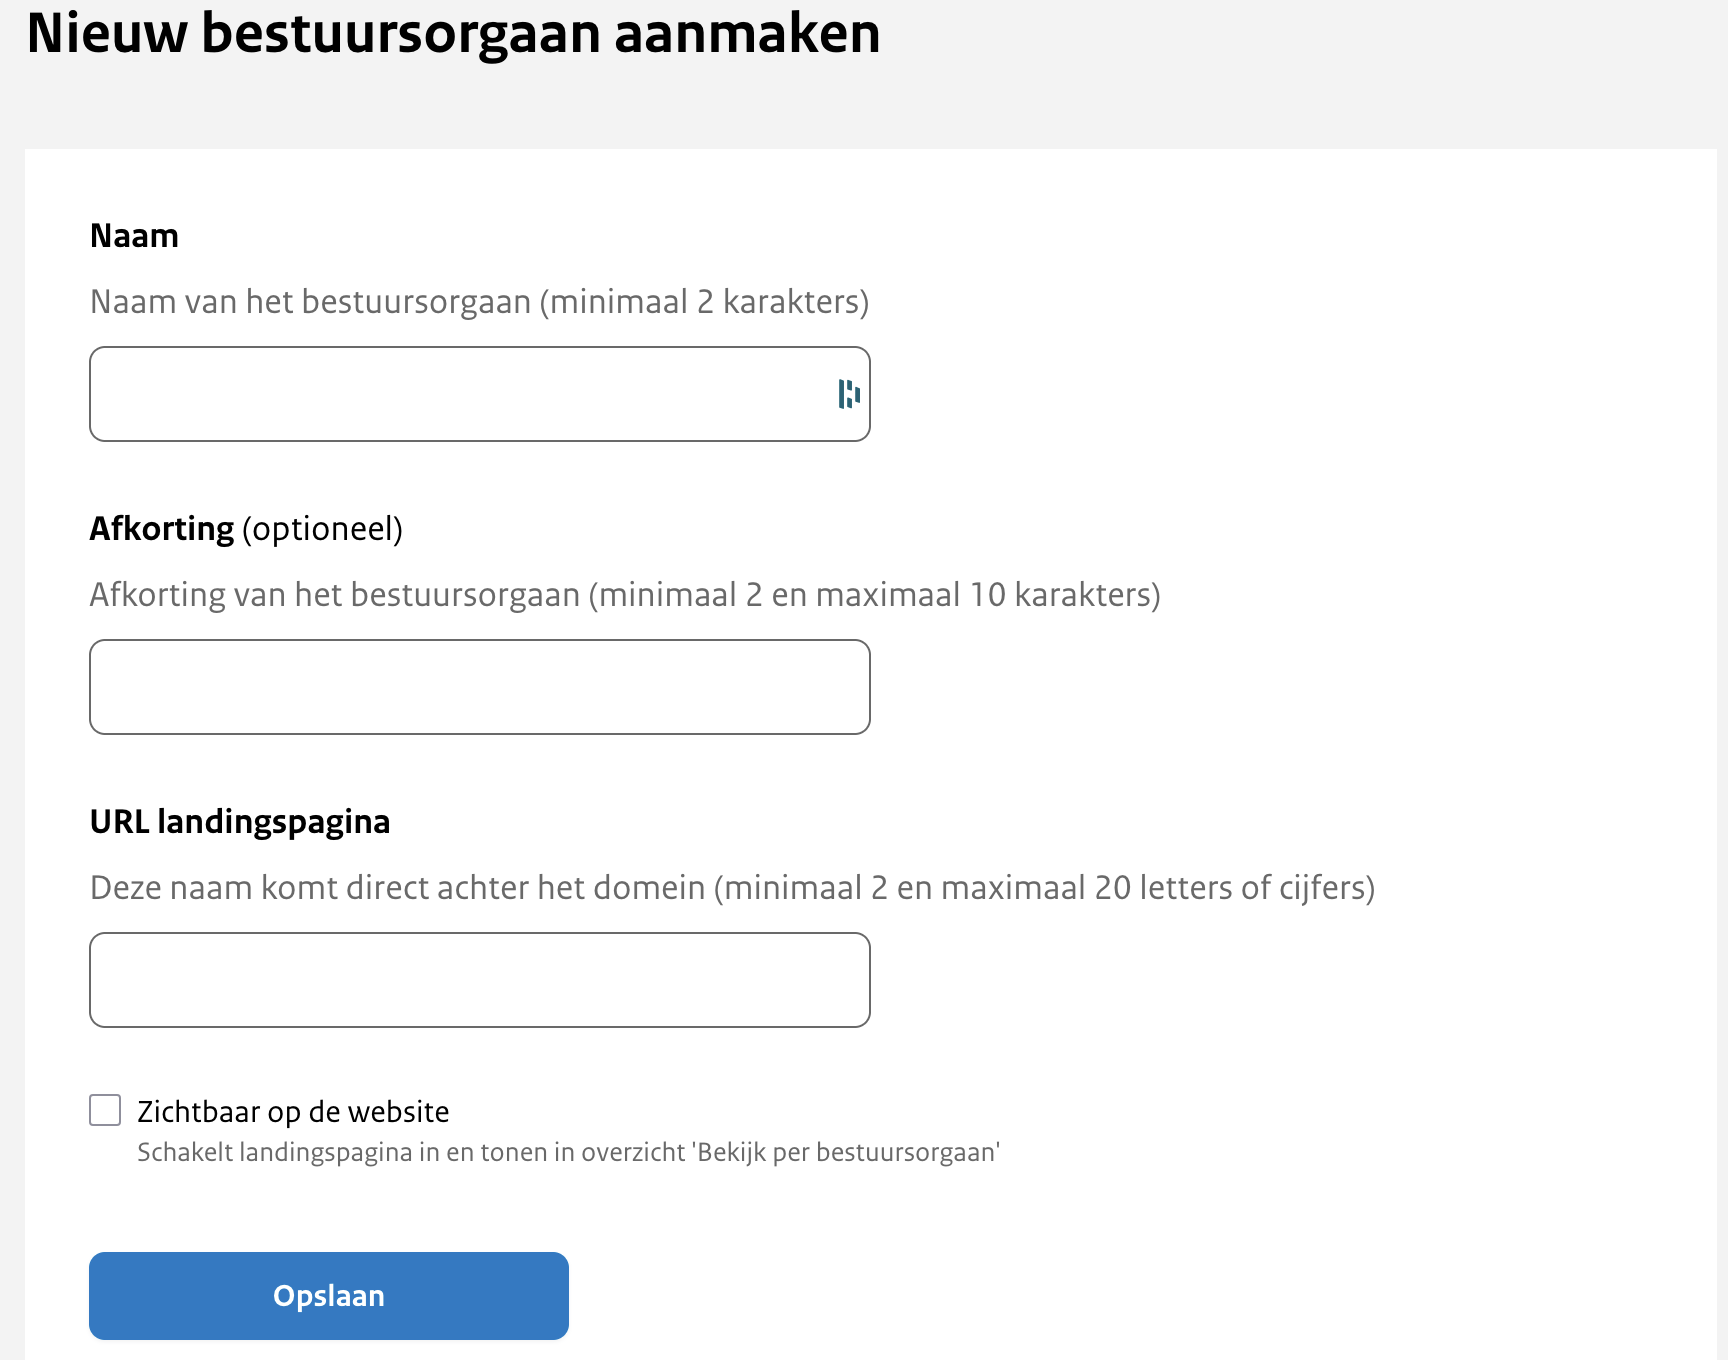 Nieuw bestuursorgaan aanmaken
Naam
Naam van het bestuursorgaan (minimaal 2 karakters)
Afkorting (optioneel)
Afkorting van het bestuursorgaan (minimaal 2 en maximaal 10 karakters)
URL landingspagina
Deze naam komt direct achter het domein (minimaal 2 en maximaal 20 letters of cijfers)
Zichtbaar op de website
Schakelt landingspagina in en tonen in overzicht 'Bekijk per bestuursorgaan'
Opslaan